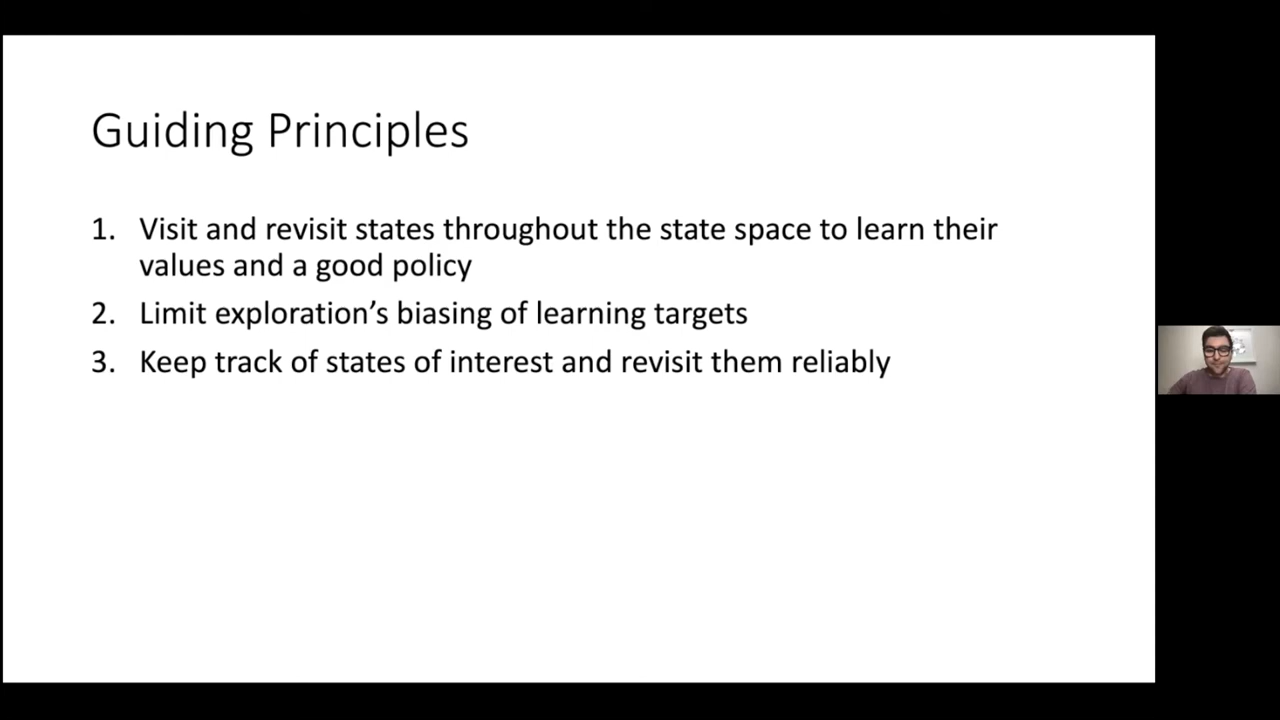 Guiding Principles
1. Visit and revisit states throughout the state space to learn their
values and a good policy
2. Limit exploration’s biasing of learning targets
3. Keep track of states of interest and revisit them reliably